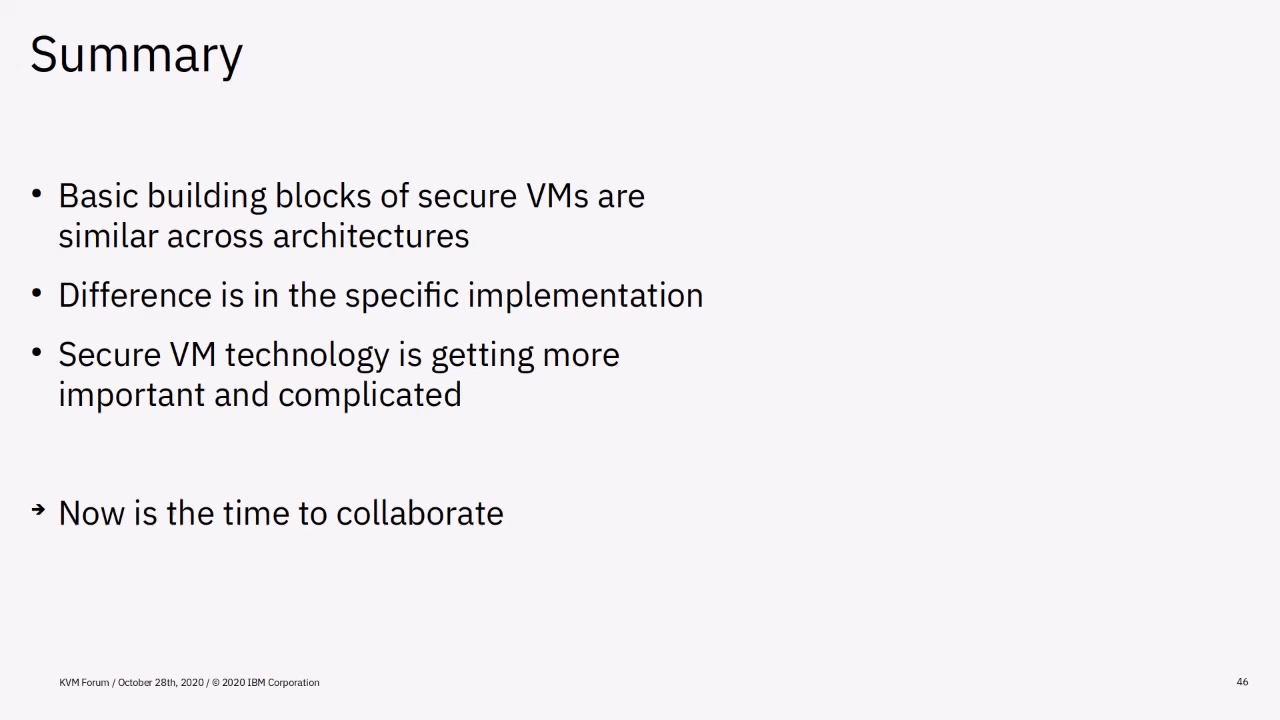 Summary
• Basic building blocks of secure VMs are
similar across architectures
• Difference is in the specific implementation
• Secure VM technology is getting more
important and complicated
➔ Now is the time to collaborate
KVM Forum / October 28th, 2020 / © 2020 IBM Corporation
46